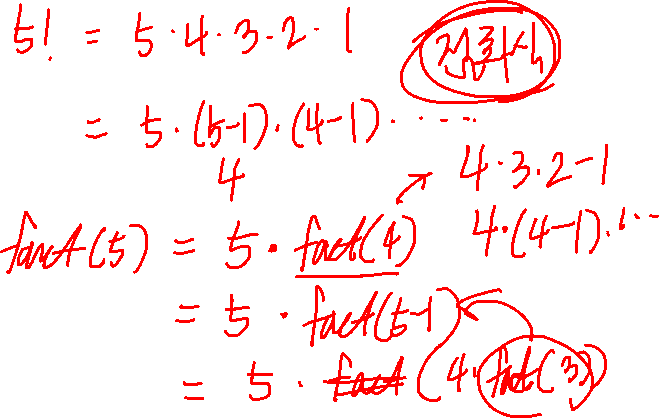 5! = 5·4·3·2·1
점화식
= 5·(5-1)·(4-1)·····
4
4·3·2-1
fact(5) = 5·fact(4)
4·(4-1)·...
= 5·fact(5-1)
= 5·fact(4·fact(3))